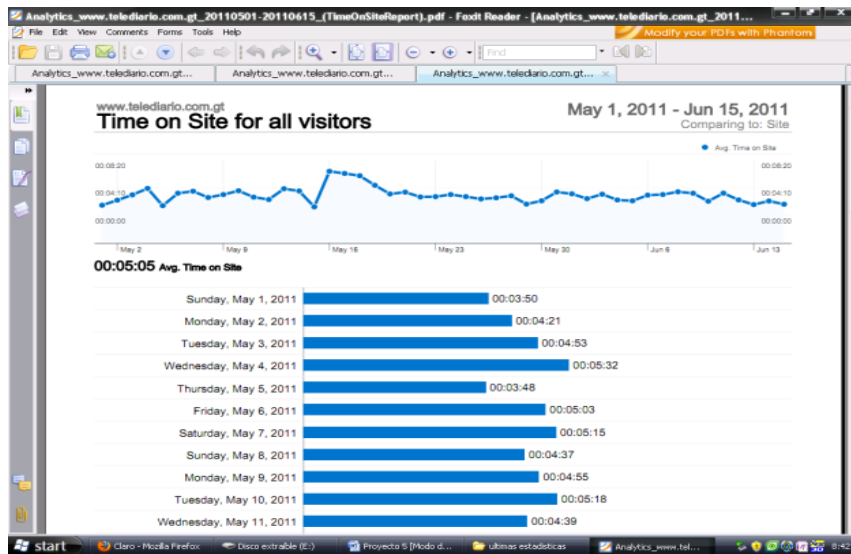 Analytics_www.telediario.com.gt_20110501-20110615_(TimeOnSiteReport).pdf - Foxit Reader - [Analytics_www.telediario.com.gt_2011...
File Edit View Comments Forms Tools Help
Modify your PDFs with Phantom
Find
Analytics_www.telediario.com.gt... Analytics_www.telediario.com.gt... Analytics_www.telediario.com.gt...
www.telediario.com.gt
Time on Site for all visitors
May 1, 2011 - Jun 15, 2011
Comparing to: Site
Avg. Time on Site
00:08:20 00:08:20
00:04:10 00:04:10
00:00:00 00:00:00
May 2 May 9 May 16 May 23 May 30 Jun 6 Jun 13
00:05:05 Avg. Time on Site
Sunday, May 1, 2011 00:03:50
Monday, May 2, 2011 00:04:21
Tuesday, May 3, 2011 00:04:53
Wednesday, May 4, 2011 00:05:32
Thursday, May 5, 2011 00:03:48
Friday, May 6, 2011 00:05:03
Saturday, May 7, 2011 00:05:15
Sunday, May 8, 2011 00:04:37
Monday, May 9, 2011 00:04:55
Tuesday, May 10, 2011 00:05:18
Wednesday, May 11, 2011 00:04:39
start Claro - Mozilla Firefox Disco extraíble (E:) Proyecto 5 [Modo d... ultimas estadisticas Analytics_www.tel... 8:42